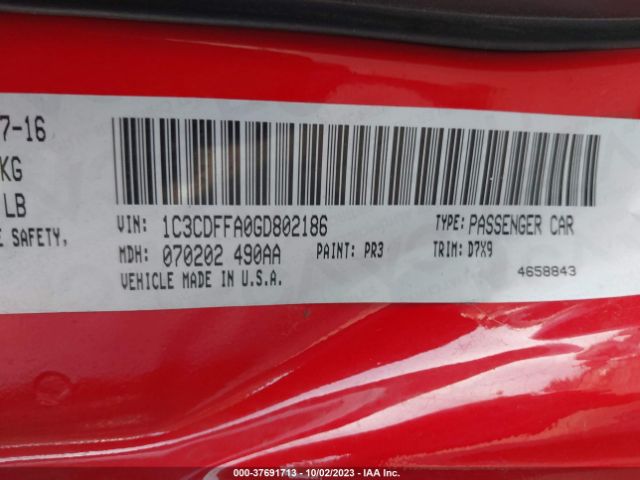 7-16
KG
LB
E SAFETY,
VIN: 1C3CDFFA0GD802186 TYPE: PASSENGER CAR
MDH: 070202 490AA PAINT: PR3 TRIM: D7X9
VEHICLE MADE IN U.S.A. 4658843
000-37691713 - 10/02/2023 - IAA Inc.